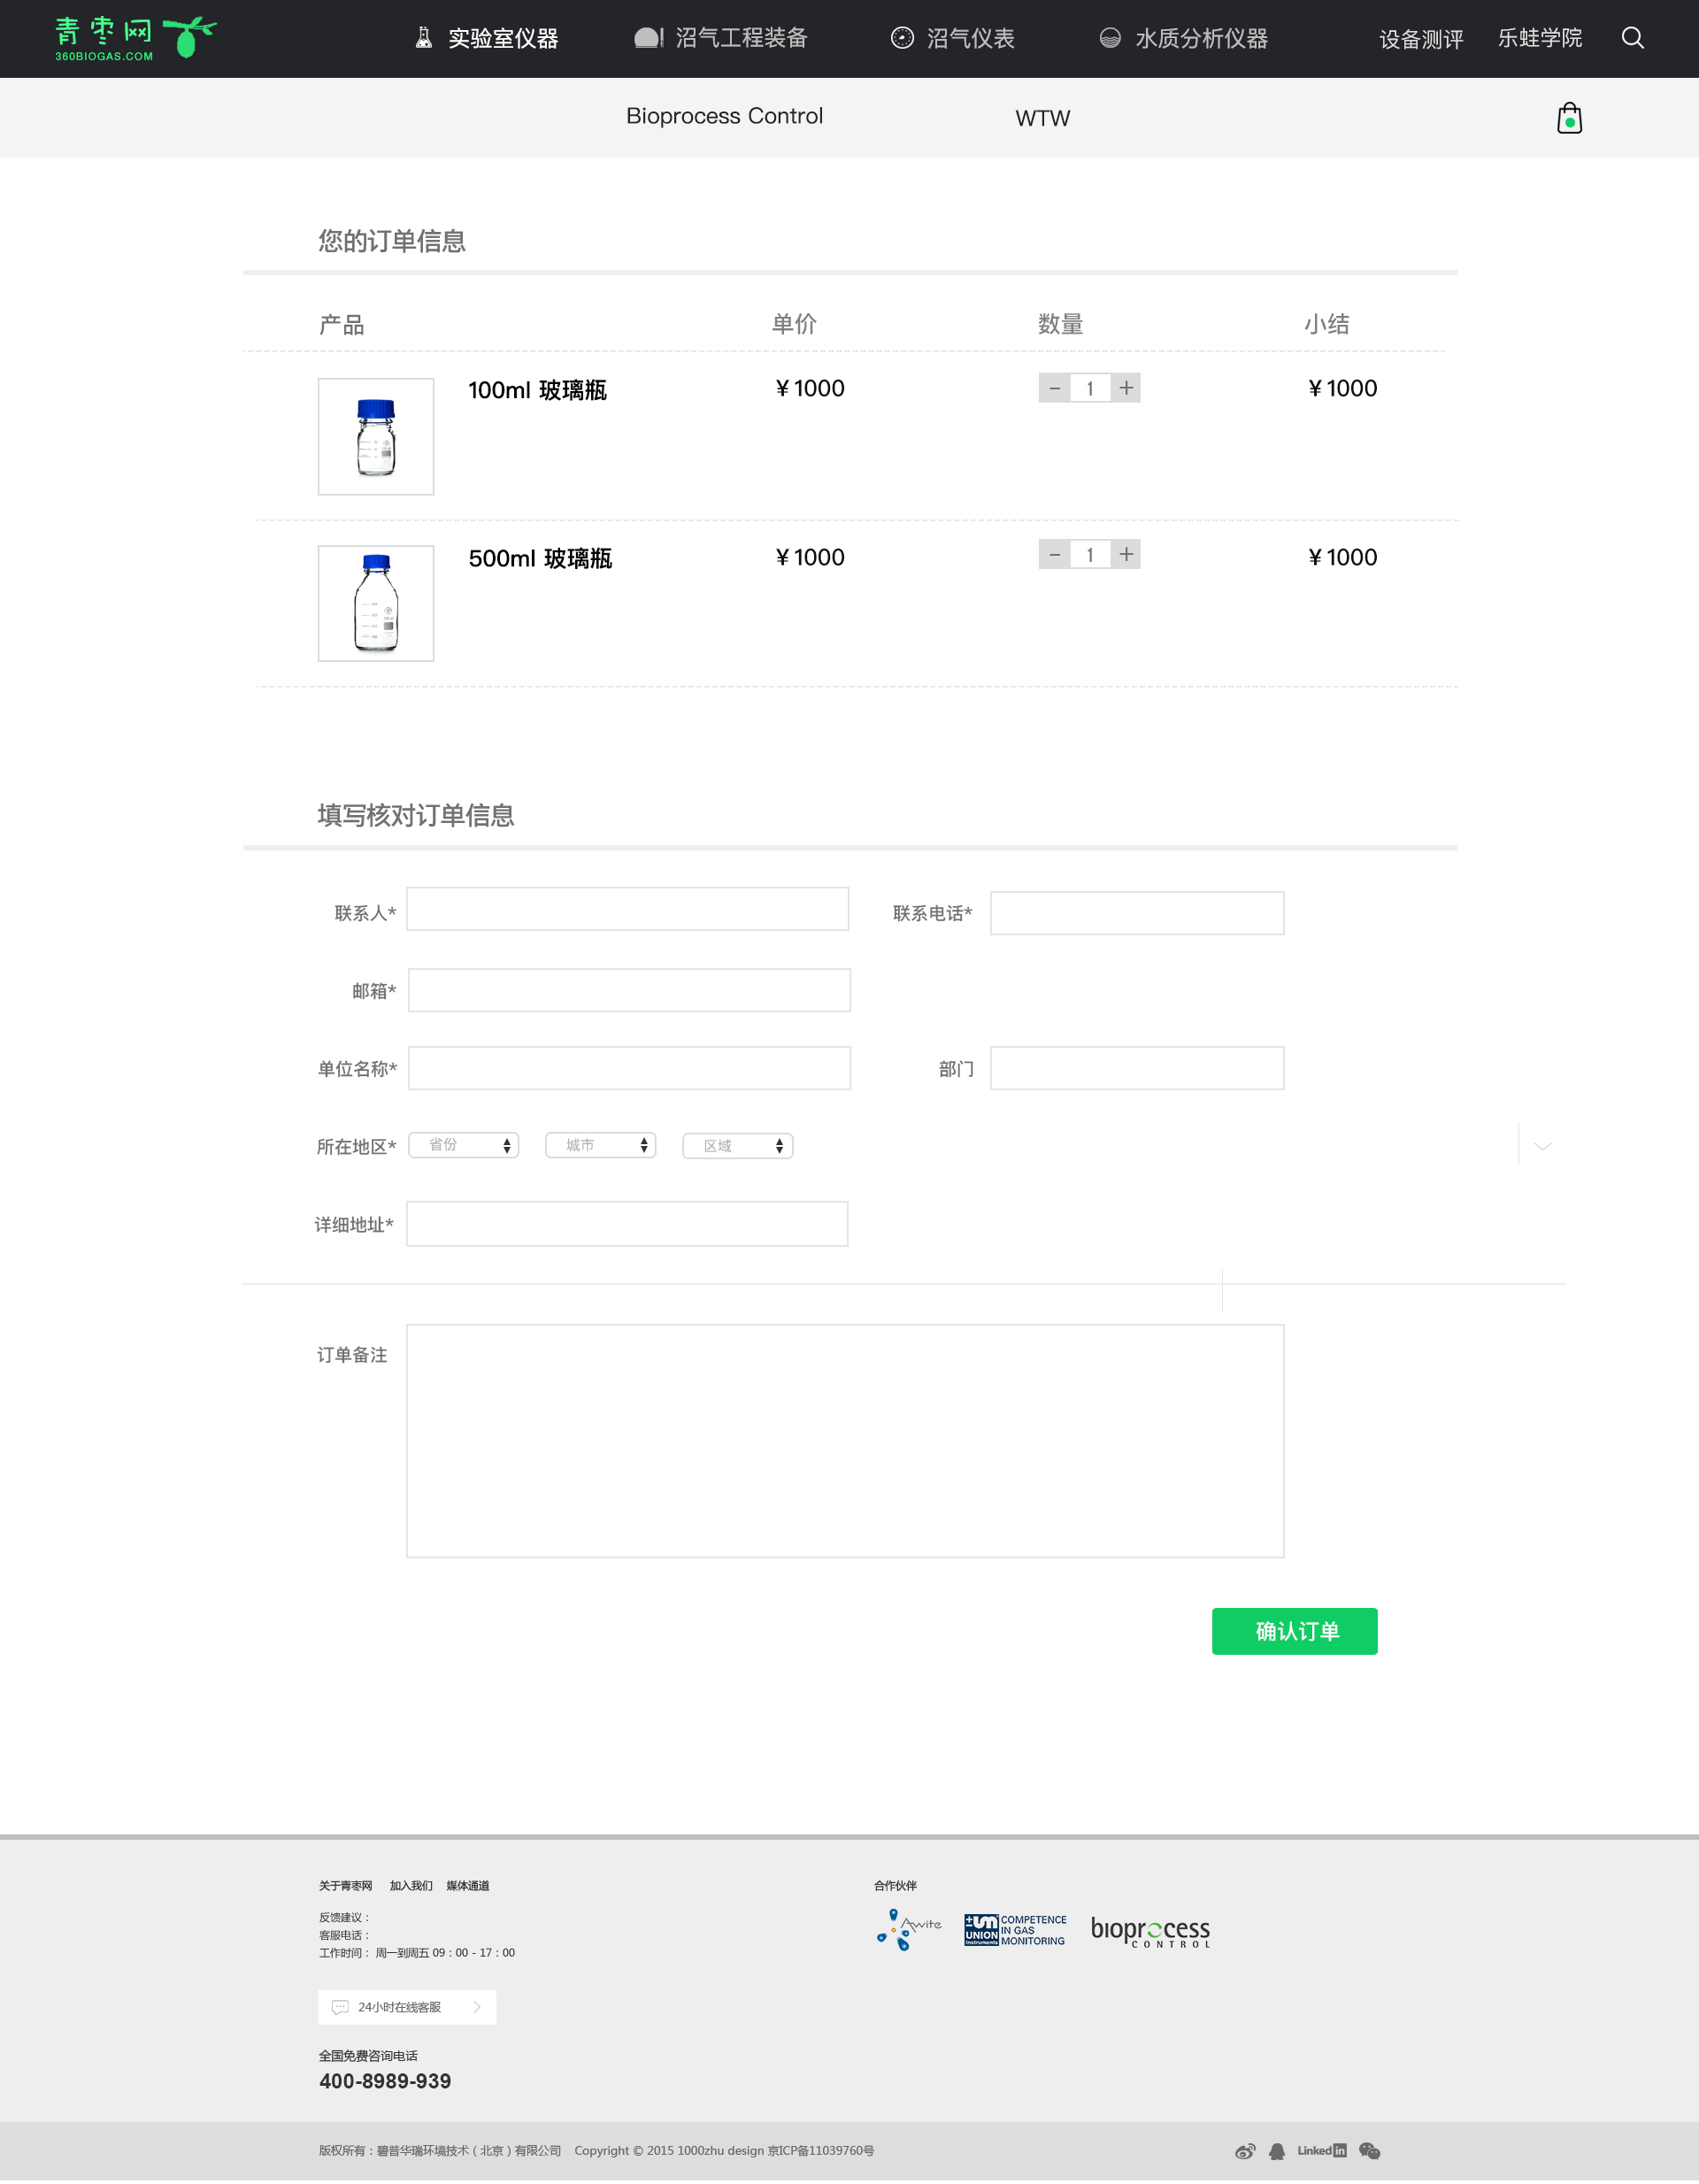 青枣网
360BIOGAS.COM
实验室仪器
沼气工程装备
沼气仪表
水质分析仪器
设备测评
乐蛙学院
Bioprocess Control
WTW
您的订单信息
产品 单价 数量 小结
100ml 玻璃瓶 ¥1000 − 1 + ¥1000
500ml 玻璃瓶 ¥1000 − 1 + ¥1000
填写核对订单信息
联系人* 联系电话*
邮箱*
单位名称* 部门
所在地区* 省份 城市 区域
详细地址*
订单备注
确认订单
关于青枣网 加入我们 媒体通道
反馈建议：
客服电话：
工作时间： 周一到周五 09：00 - 17：00
24小时在线客服
全国免费咨询电话
400-8989-939
合作伙伴
Awite
UNION
instruments
COMPETENCE
IN GAS
MONITORING
bioprocess
CONTROL
版权所有：碧普华瑞环境技术（北京）有限公司 Copyright © 2015 1000zhu design 京ICP备11039760号
Linked in